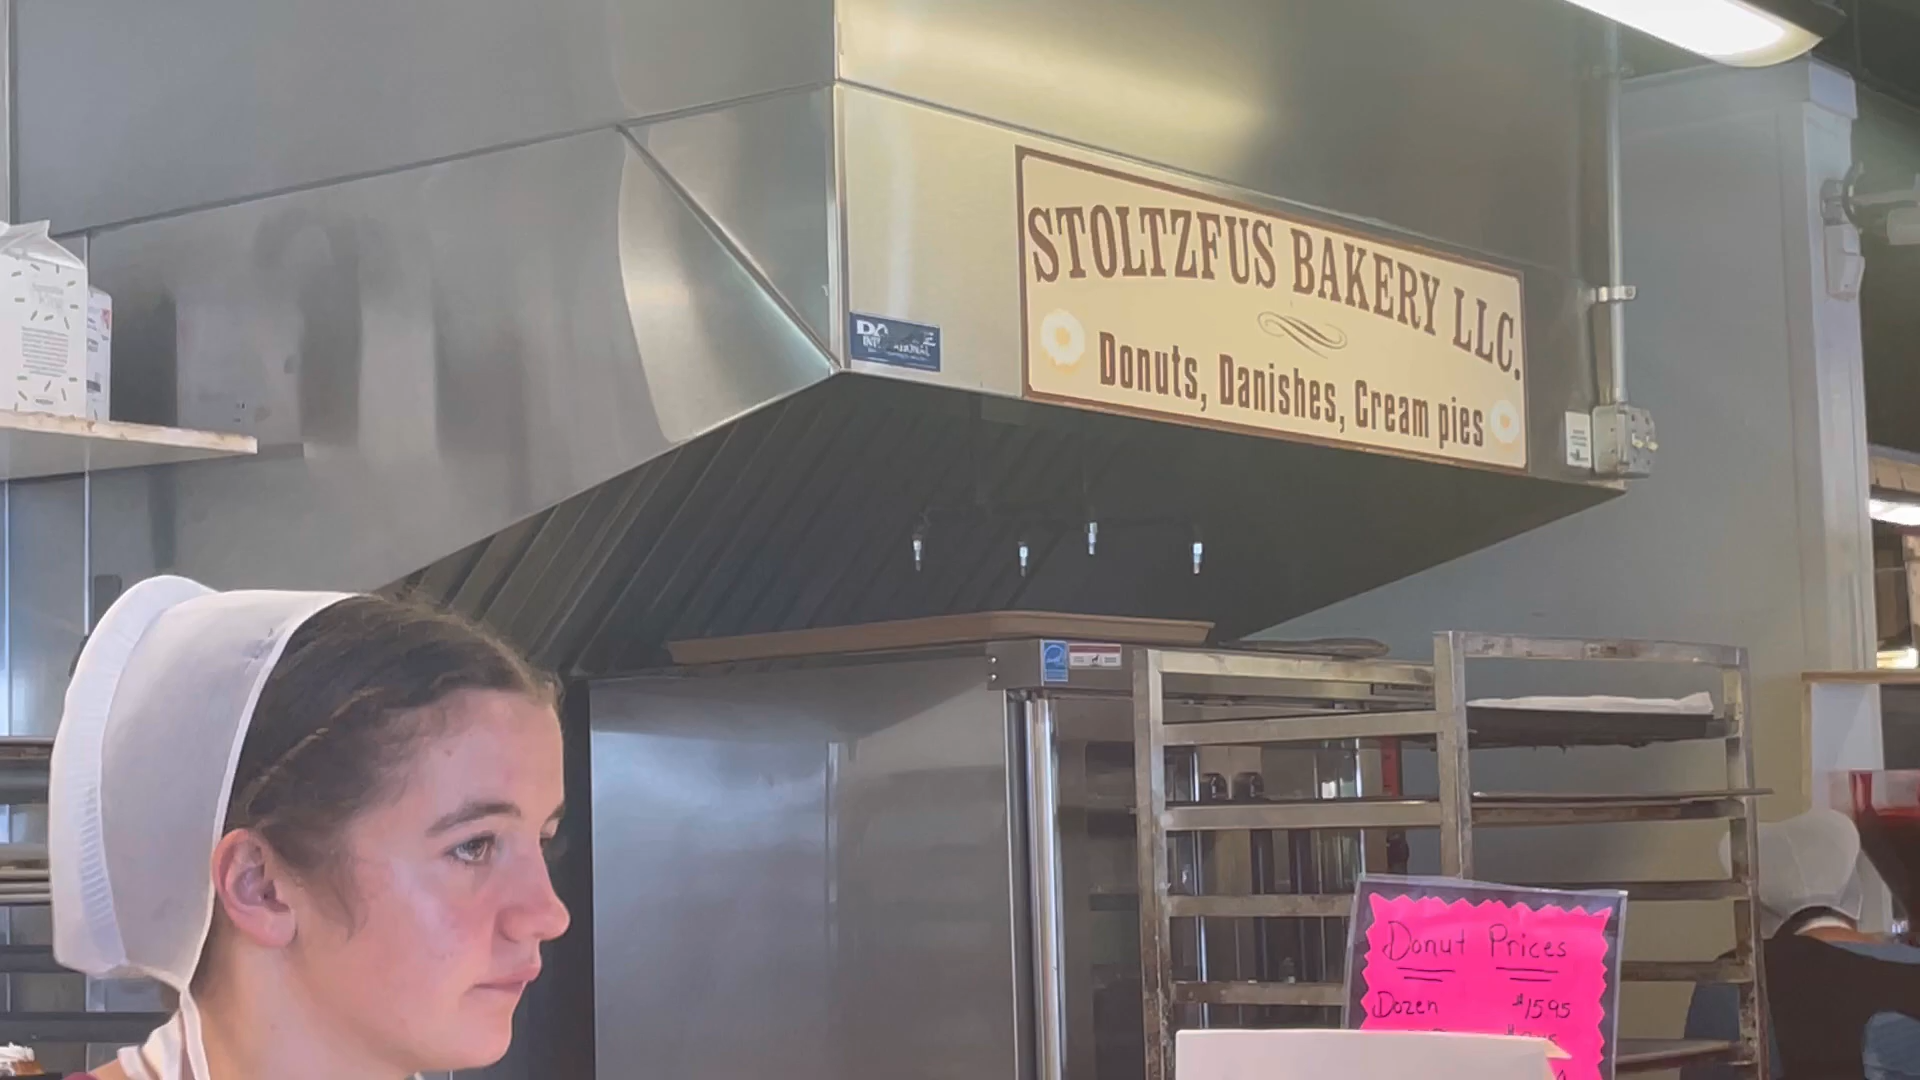 STOLTZFUS BAKERY LLC.
Donuts, Danishes, Cream pies
Donut Prices
Dozen $15.95